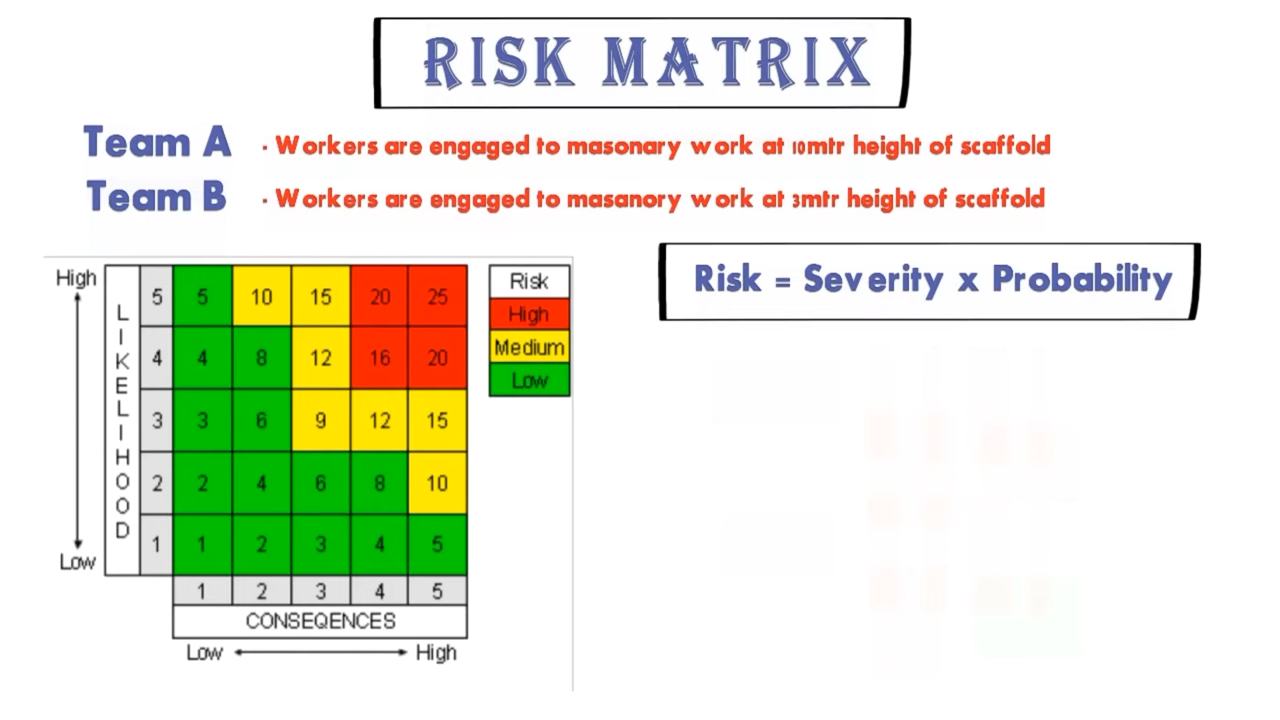 RISK MATRIX
Team A · Workers are engaged to masonary work at 10mtr height of scaffold
Team B · Workers are engaged to masanory work at 3mtr height of scaffold
Risk = Severity x Probability
High
LIKELIHOOD
5 5 10 15 20 25
4 4 8 12 16 20
3 3 6 9 12 15
2 2 4 6 8 10
1 1 2 3 4 5
Low
1 2 3 4 5
CONSEQENCES
Low High
Risk
High
Medium
Low